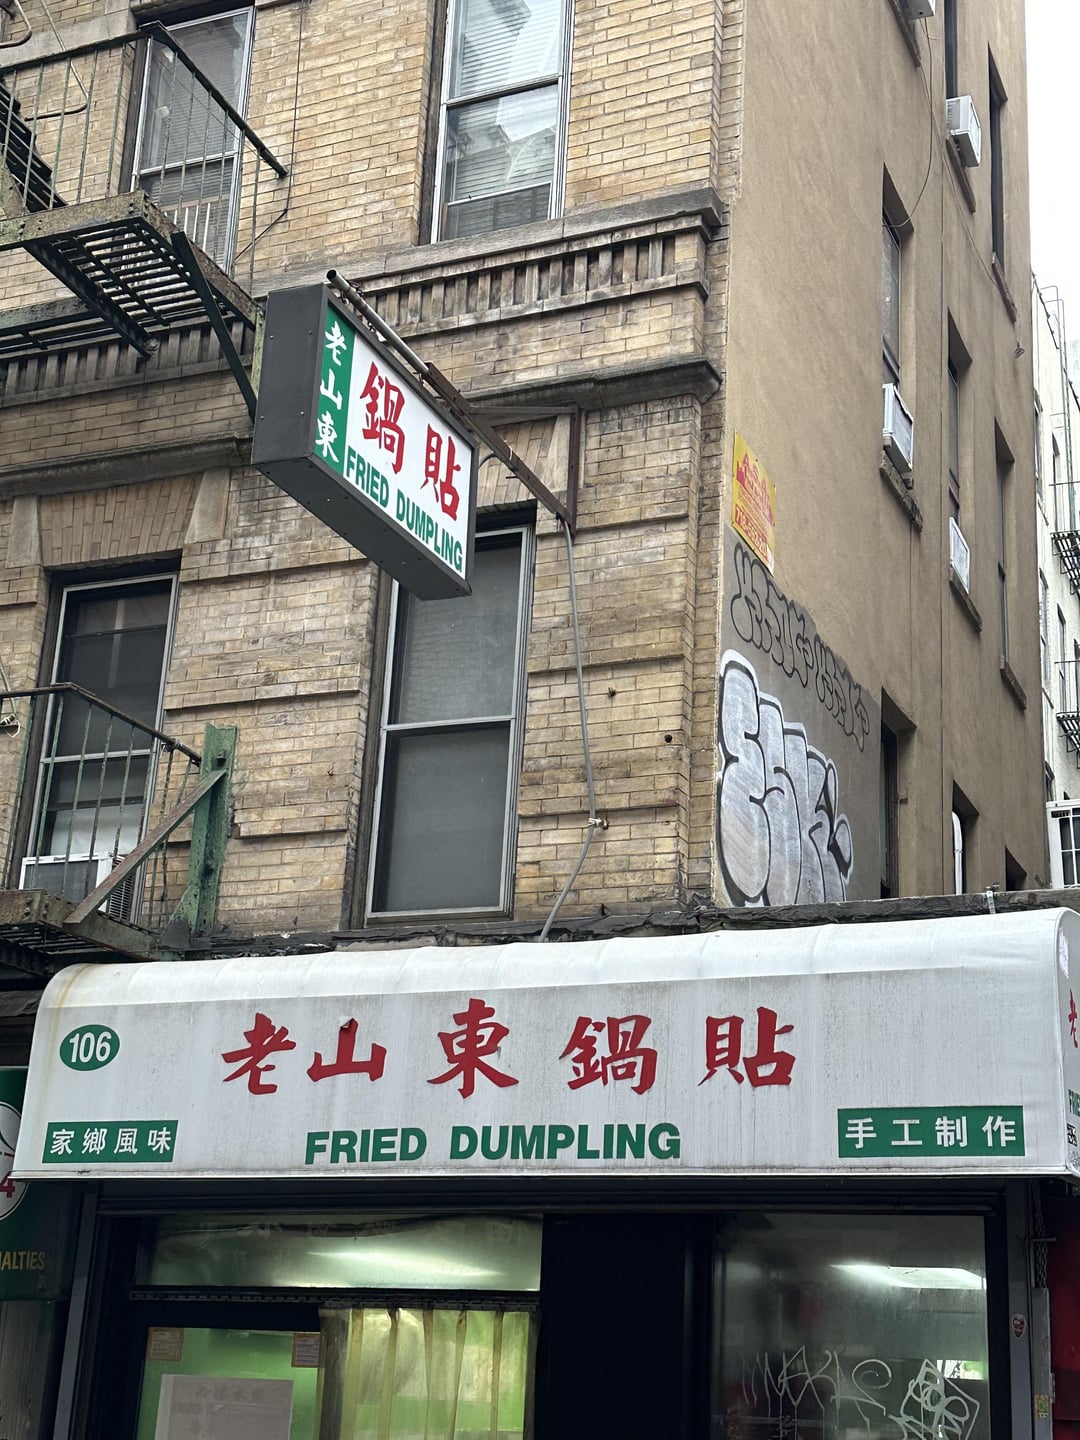 老山東
鍋貼
FRIED DUMPLING
106
老山東鍋貼
家鄉風味
FRIED DUMPLING
手工制作
ALTIES